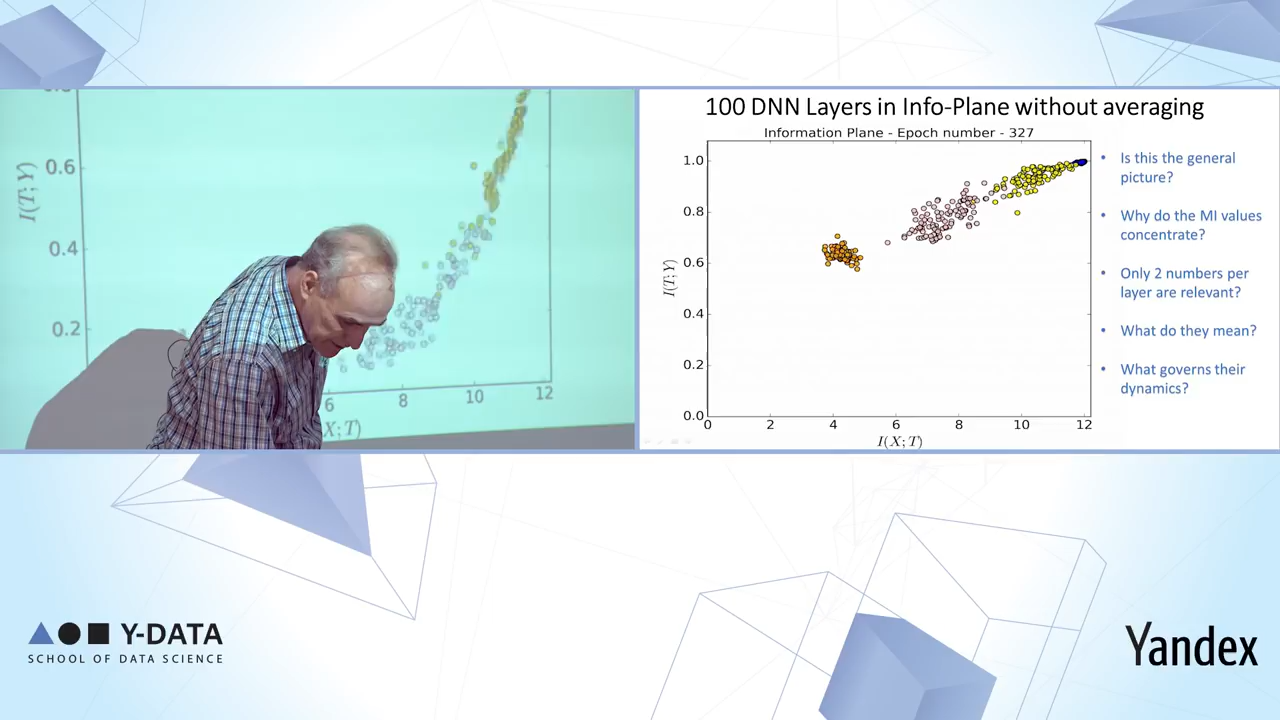 0.6
0.4
0.2
I(T;Y)
6
8
10
12
X;T)
100 DNN Layers in Info-Plane without averaging
Information Plane - Epoch number - 327
1.0
0.8
0.6
0.4
0.2
0.0
I(T;Y)
0
2
4
6
8
10
12
I(X;T)
• Is this the general
picture?
• Why do the MI values
concentrate?
• Only 2 numbers per
layer are relevant?
• What do they mean?
• What governs their
dynamics?
Y-DATA
SCHOOL OF DATA SCIENCE
Yandex